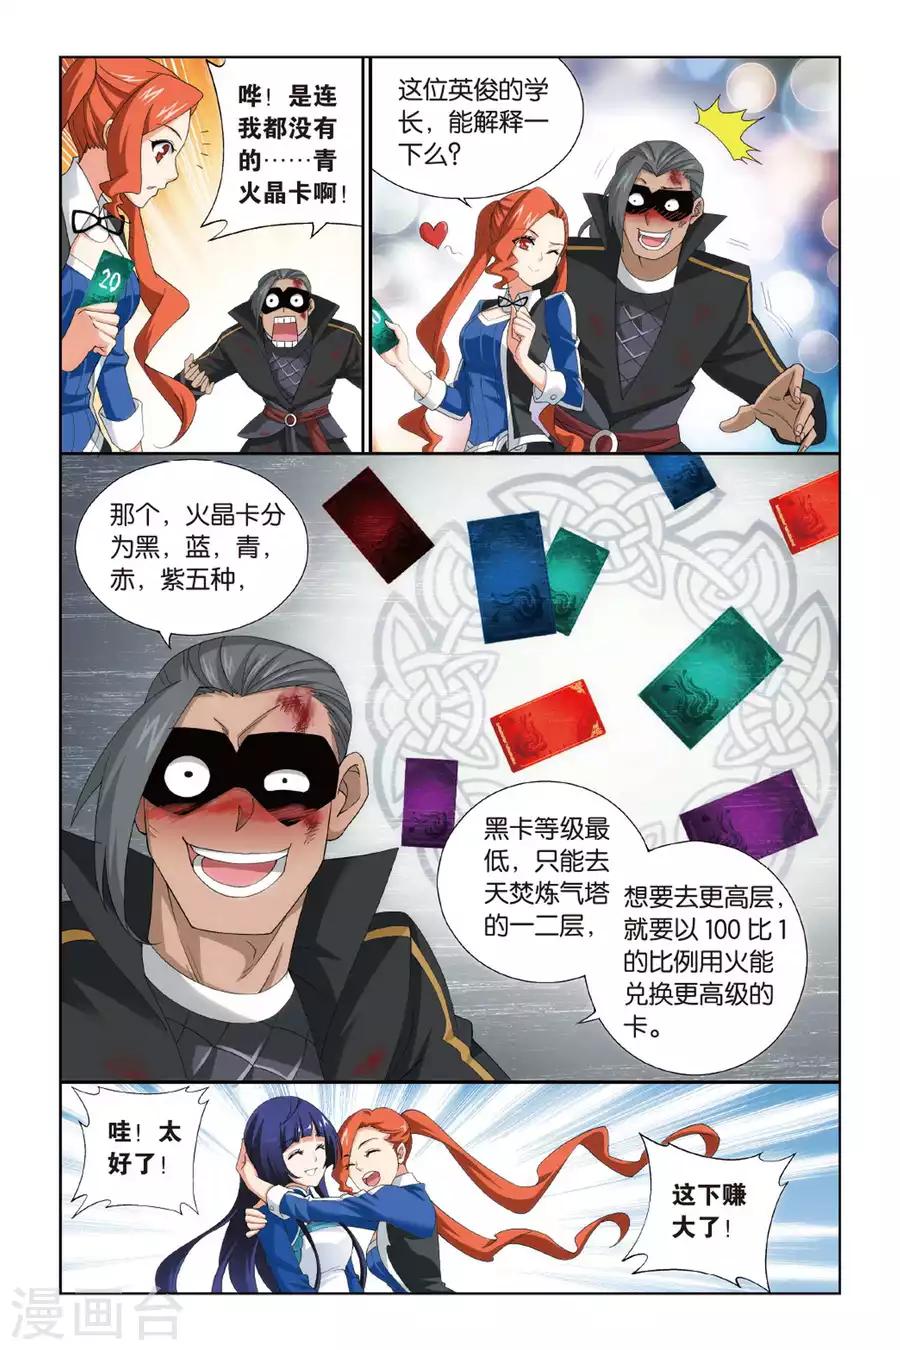 哗！是连
我都没有
的……青
火晶卡啊！
20
这位英俊的学
长，能解释一
下么？
那个，火晶卡分
为黑，蓝，青，
赤，紫五种，
黑卡等级最
低，只能去
天焚炼气塔
的一二层，
想要去更高层，
就要以 100 比 1
的比例用火能
兑换更高级的
卡。
哇！太
好了！
这下赚
大了！
漫画台